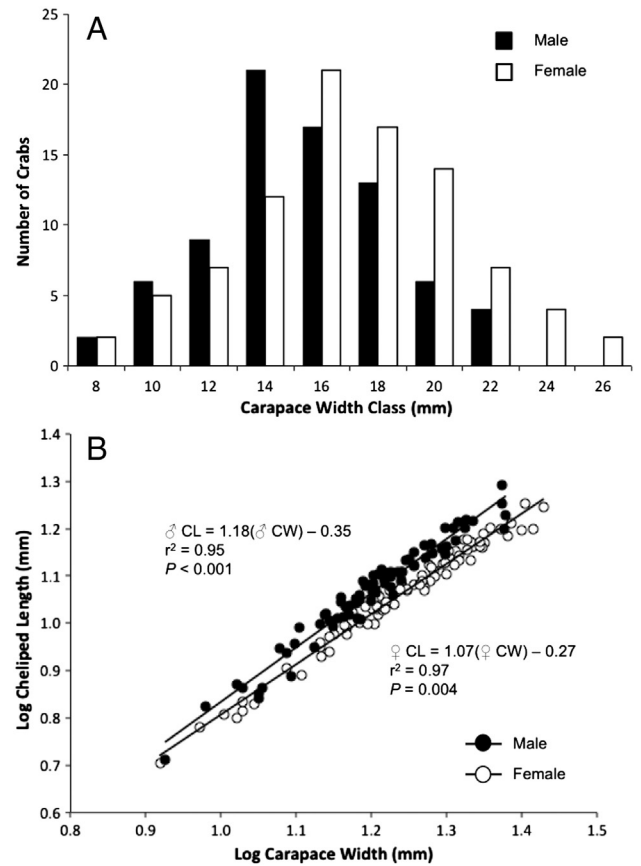 A
25
20
15
10
5
0
Number of Crabs
Male
Female
8 10 12 14 16 18 20 22 24 26
Carapace Width Class (mm)
B
1.4
1.3
1.2
1.1
1.0
0.9
0.8
0.7
0.6
Log Cheliped Length (mm)
♂ CL = 1.18(♂ CW) – 0.35
r² = 0.95
P < 0.001
♀ CL = 1.07(♀ CW) – 0.27
r² = 0.97
P = 0.004
Male
Female
0.8 0.9 1.0 1.1 1.2 1.3 1.4 1.5
Log Carapace Width (mm)